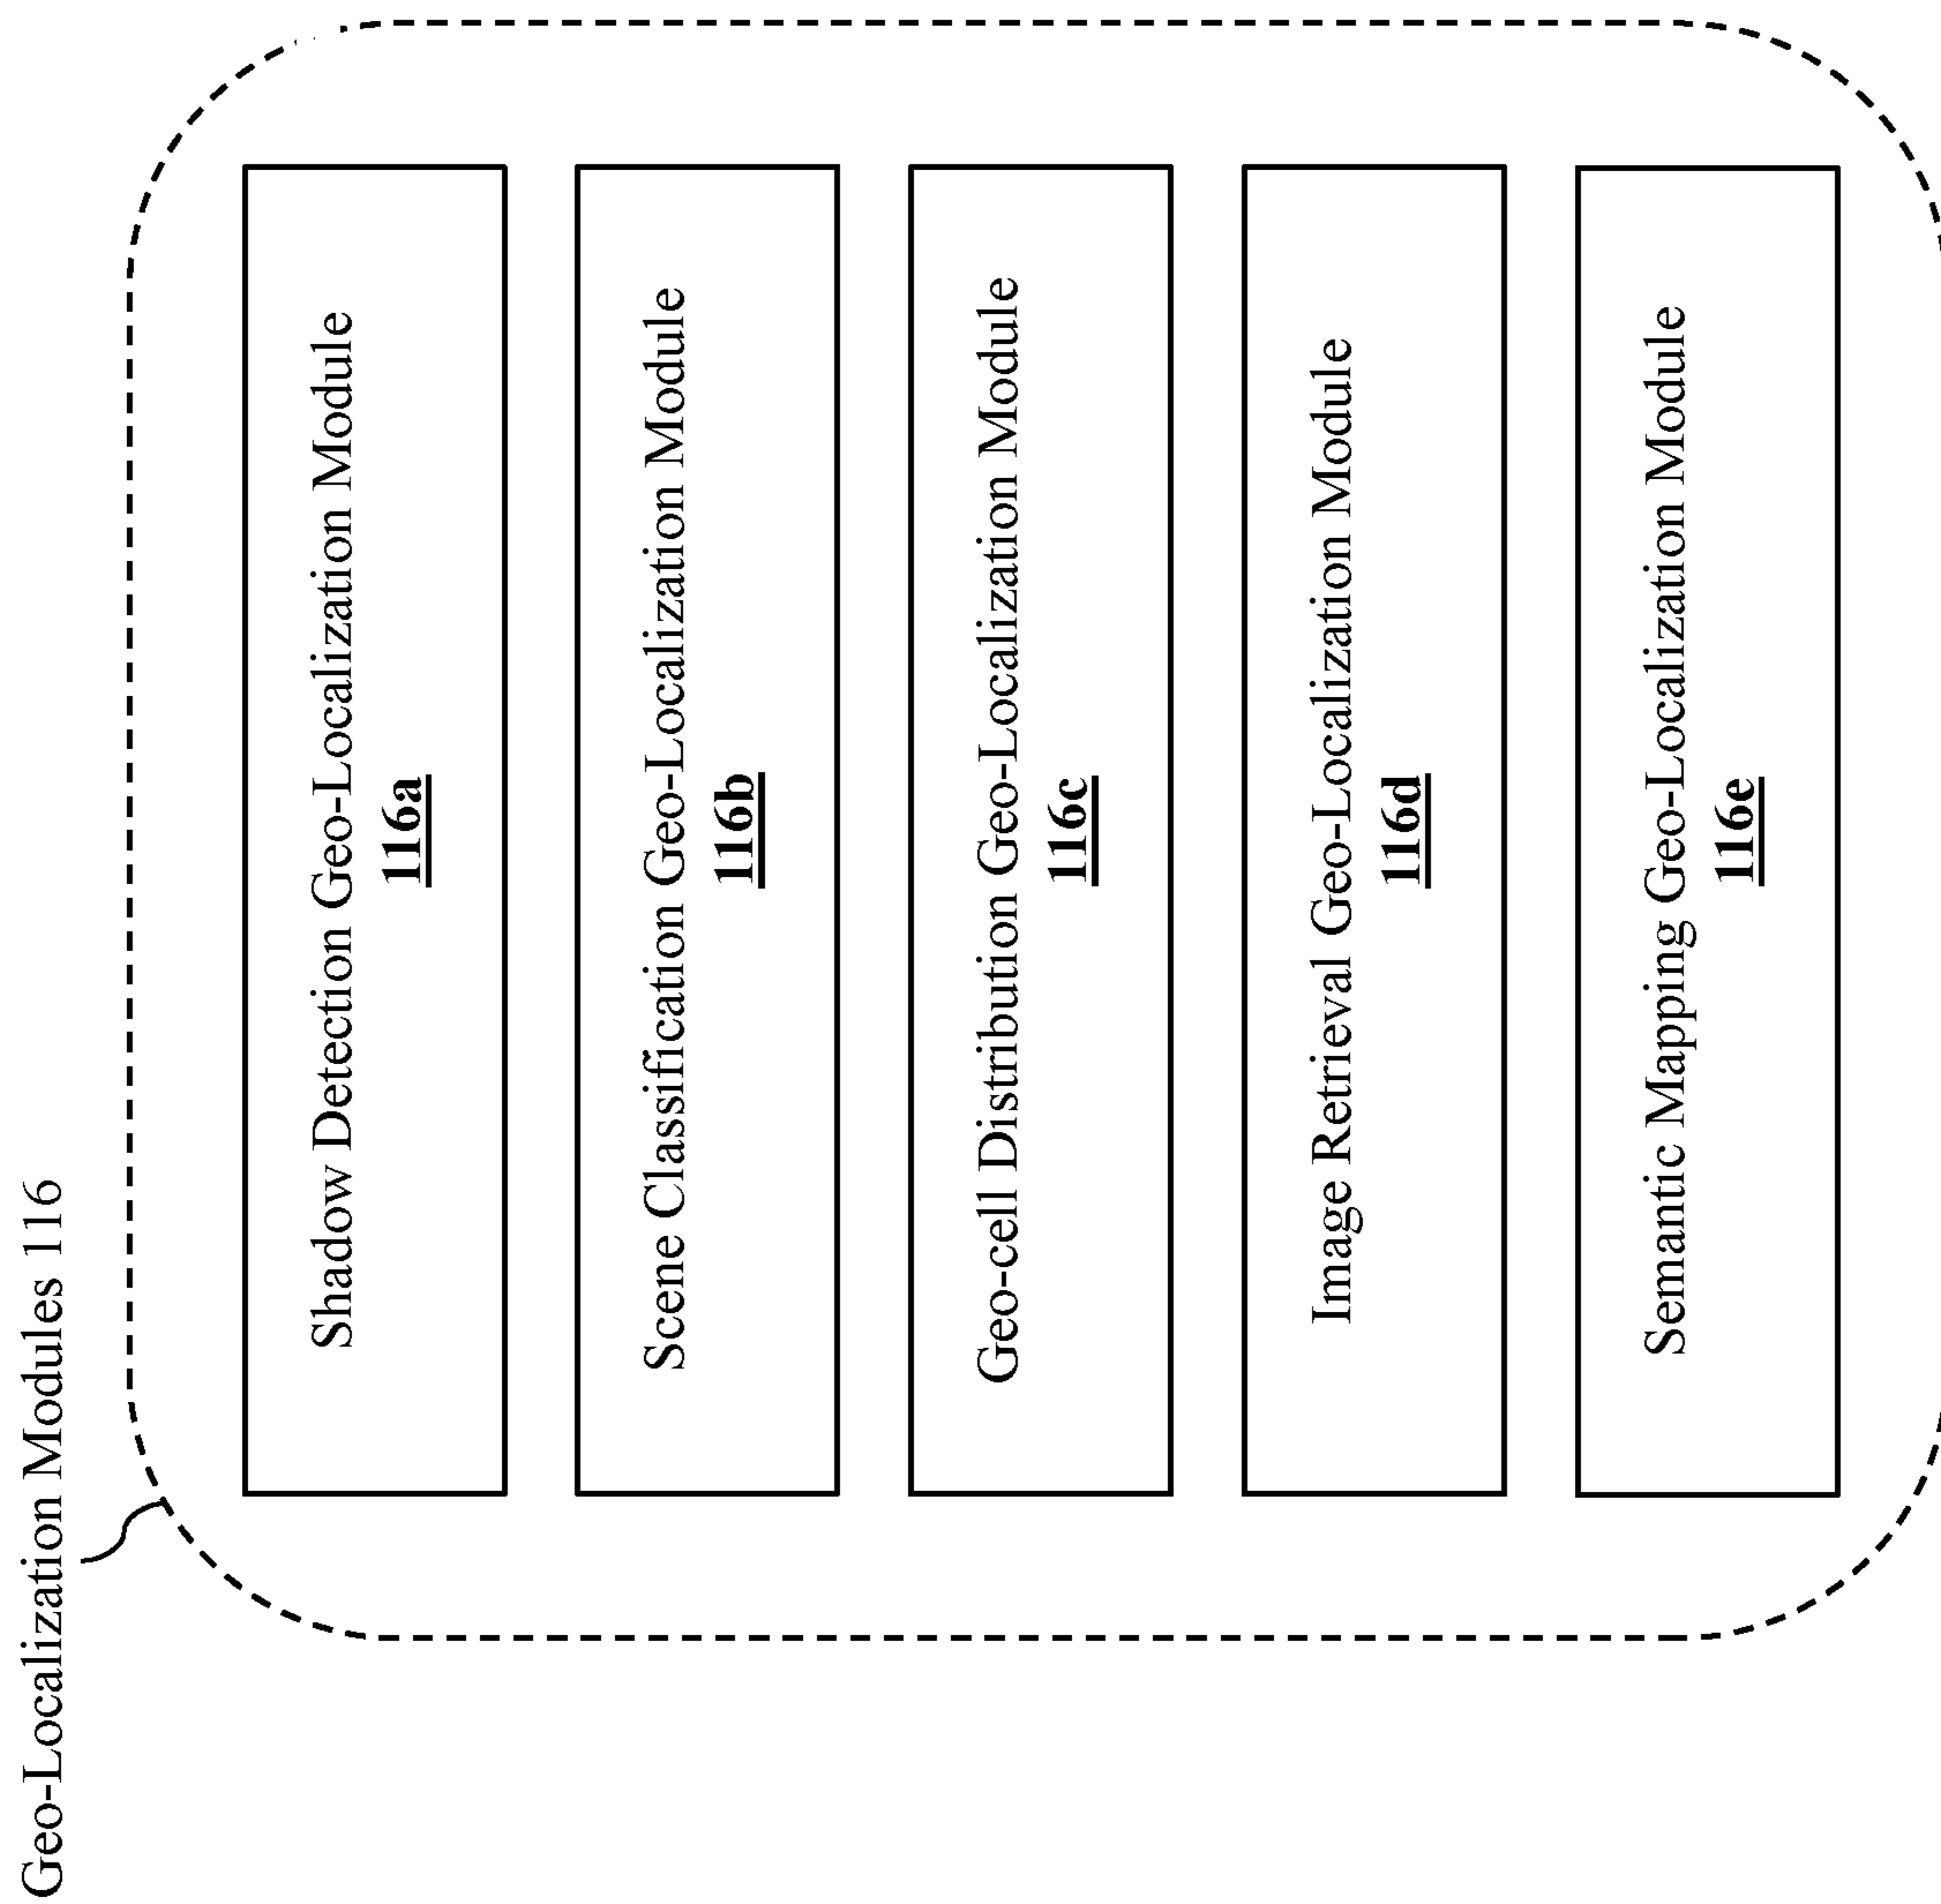 Geo-Localization Modules 116
Shadow Detection Geo-Localization Module
116a
Scene Classification Geo-Localization Module
116b
Geo-cell Distribution Geo-Localization Module
116c
Image Retrieval Geo-Localization Module
116d
Semantic Mapping Geo-Localization Module
116e